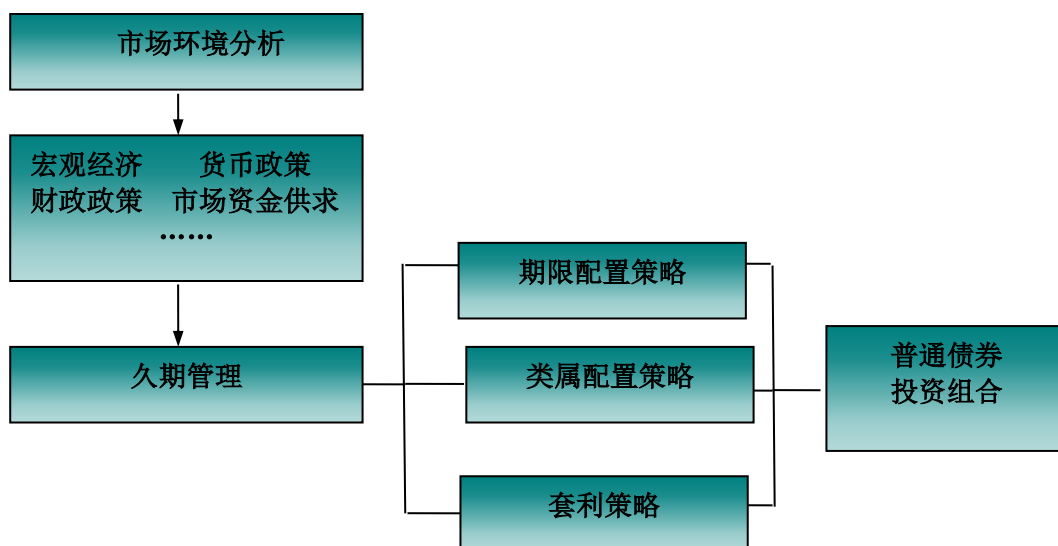 市场环境分析
宏观经济 货币政策
财政政策 市场资金供求
……
久期管理
期限配置策略
类属配置策略
套利策略
普通债券
投资组合